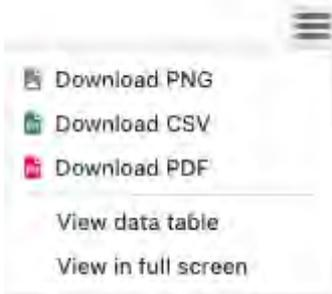 Download PNG
Download CSV
Download PDF
View data table
View in full screen